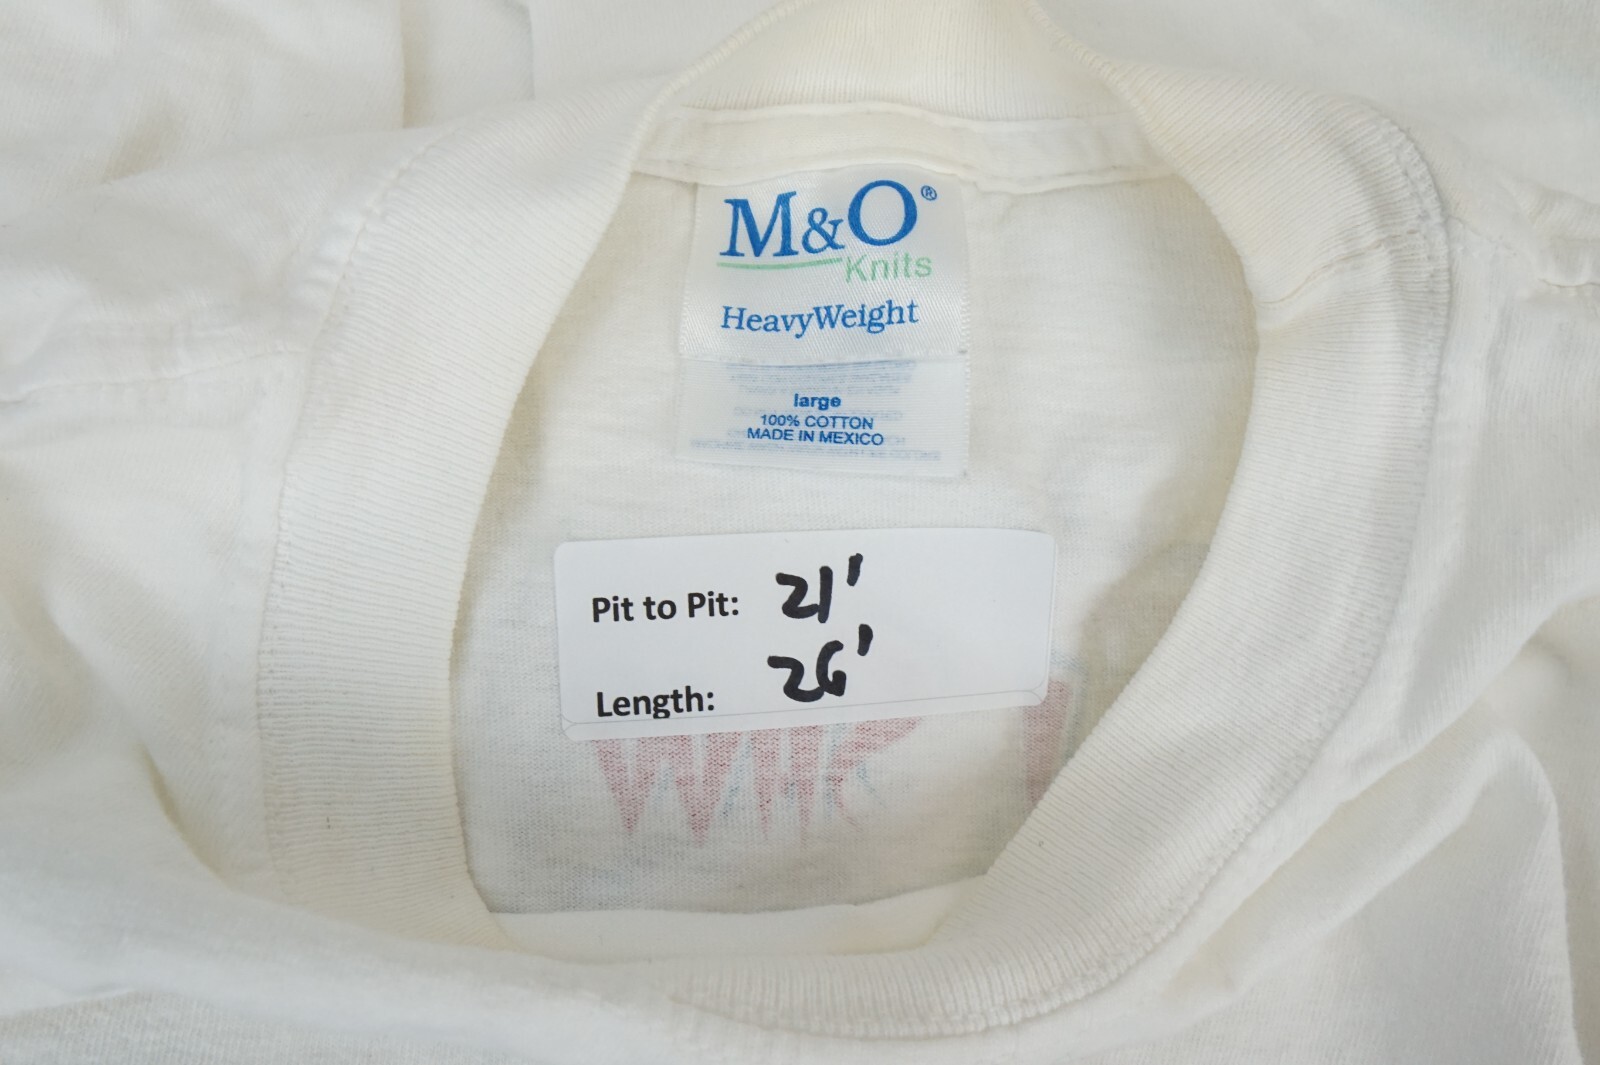 M&O®
Knits
HeavyWeight
large
100% COTTON
MADE IN MEXICO
Pit to Pit: 21'
Length: 26'